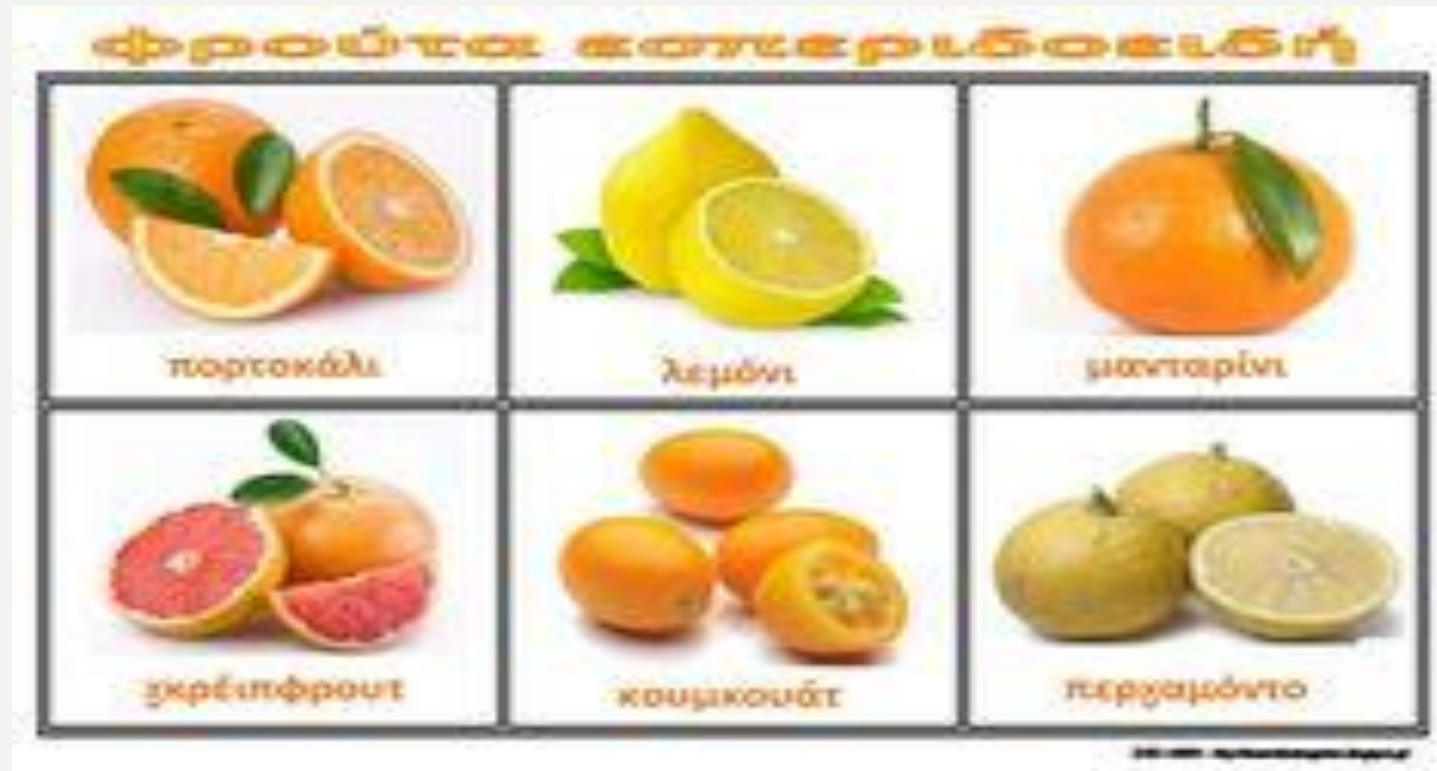 φρούτα εσπεριδοειδή
πορτοκάλι
λεμόνι
μανταρίνι
γκρέιπφρουτ
κουμκουάτ
περγαμόντο